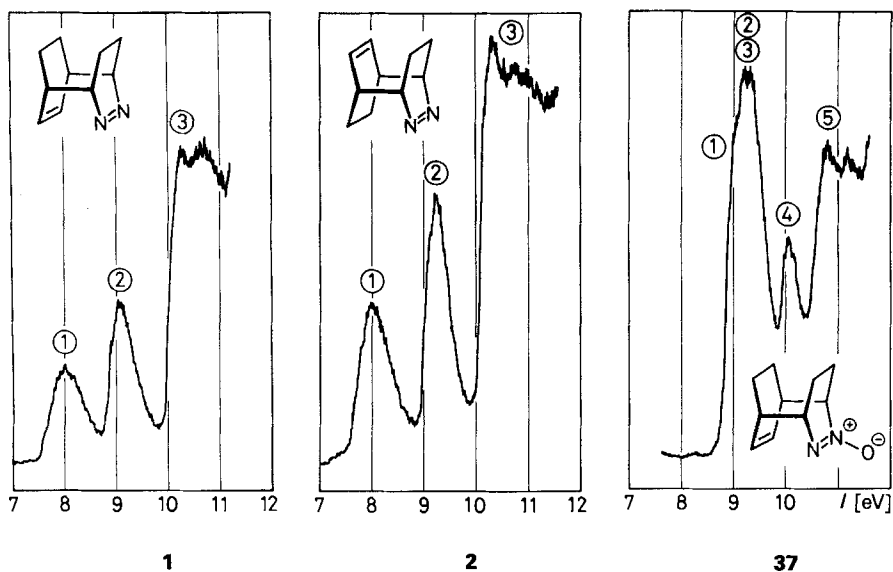 ②
③ ③
N=N N=N
③ ① ⑤
② ④
②
① ①
N=N⊕
O⊖
7 8 9 10 11 12 7 8 9 10 11 12 7 8 9 10 I [eV]
1 2 37